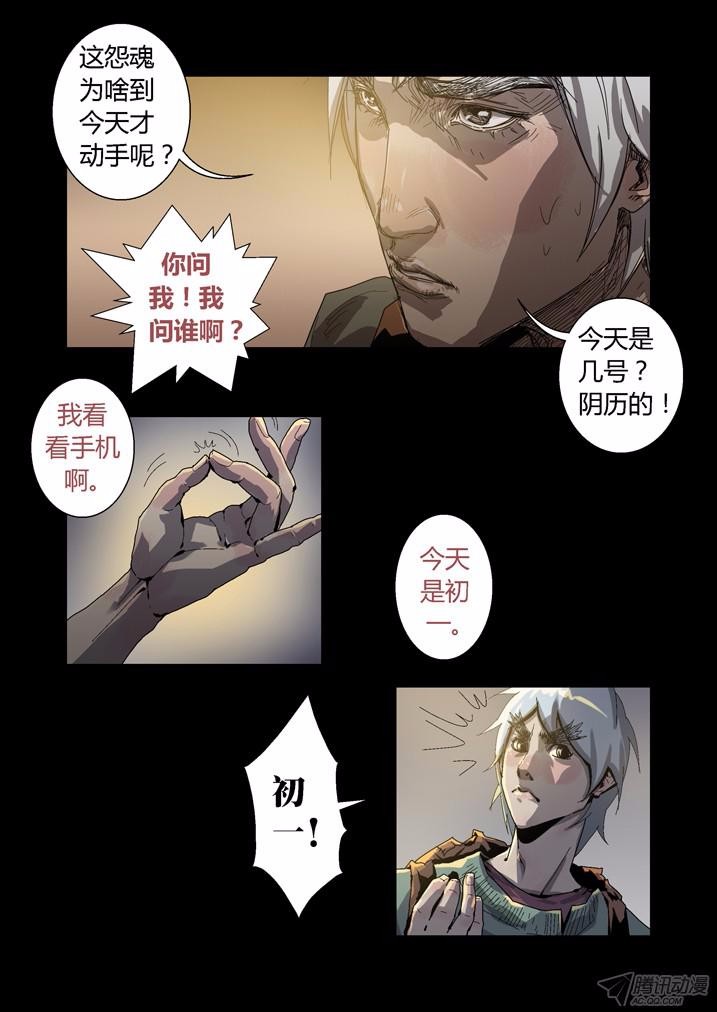 这怨魂
为啥到
今天才
动手呢？
你问
我！我
问谁啊？
今天是
几号？
阴历的！
我看
看手机
啊。
今天
是初
一。
初
一！
腾讯动漫
AC.QQ.COM